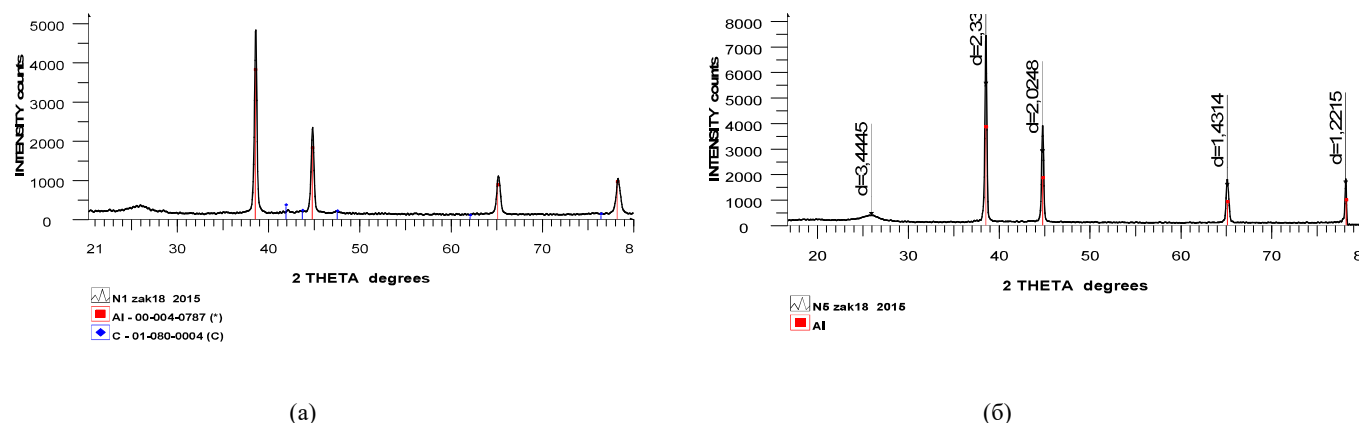 INTENSITY counts
5000
4000
3000
2000
1000
0
21 30 40 50 60 70 8
2 THETA degrees
N1 zak18 2015
Al - 00-004-0787 (*)
C - 01-080-0004 (C)
(а)
INTENSITY counts
8000
7000
6000
5000
4000
3000
2000
1000
0
d=3,4445
d=2,33
d=2,0248
d=1,4314
d=1,2215
20 30 40 50 60 70 8
2 THETA degrees
N5 zak18 2015
Al
(б)